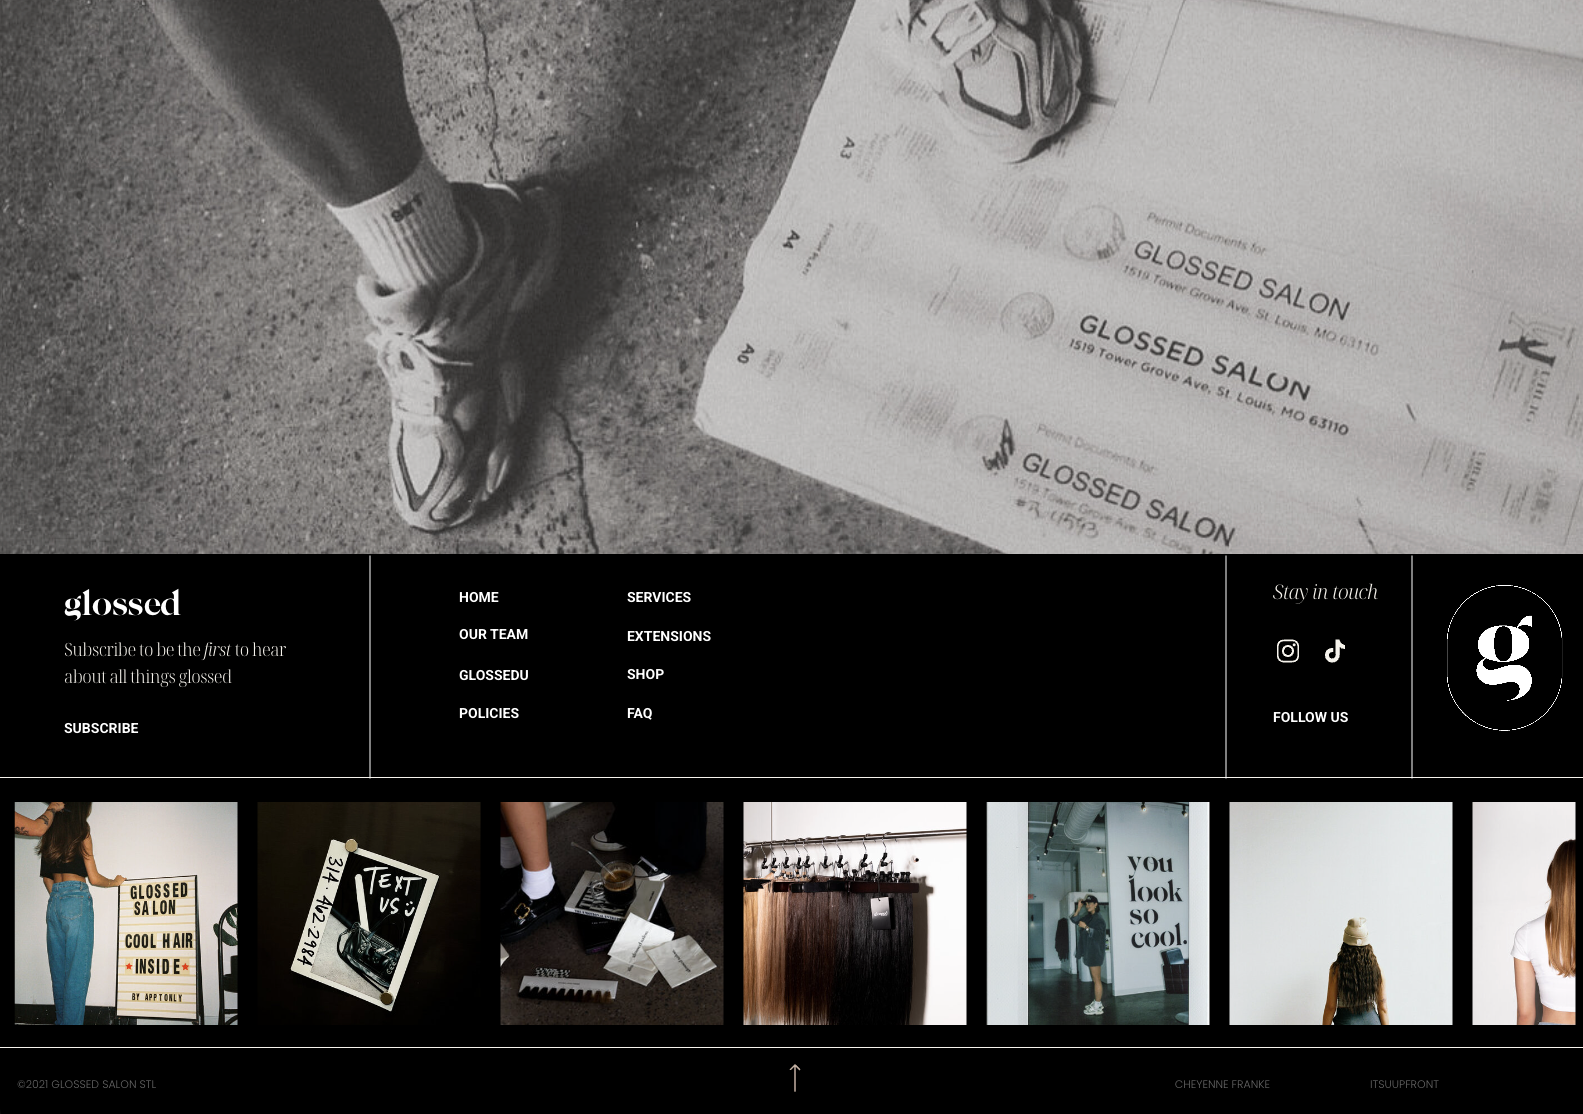 A3
A4
A0
Permit Documents for
GLOSSED SALON
1519 Tower Grove Ave, St. Louis, MO 63110
GLOSSED SALON
1519 Tower Grove Ave, St. Louis, MO 63110
Permit Documents for:
GLOSSED SALON
1519 Tower Grove Ave, St. Louis
glossed
Subscribe to be the first to hear
about all things glossed
SUBSCRIBE
HOME
OUR TEAM
GLOSSEDU
POLICIES
SERVICES
EXTENSIONS
SHOP
FAQ
Stay in touch
FOLLOW US
g
GLOSSED
SALON
COOL HAIR
INSIDE
BY APPT ONLY
314.402.2984
TEXT
US
you
look
so
cool.
©2021 GLOSSED SALON STL
CHEYENNE FRANKE
ITSUUPFRONT